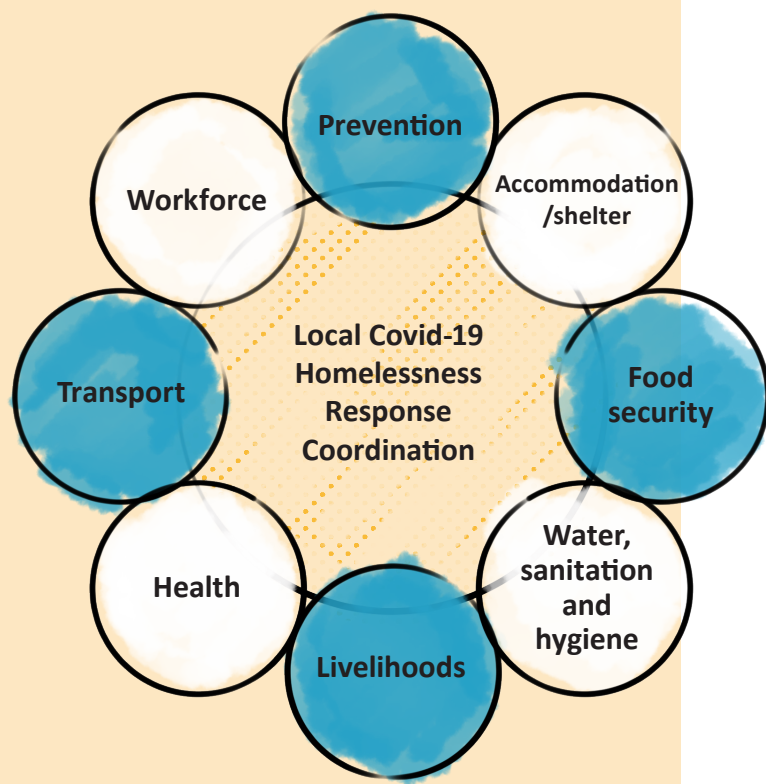 Prevention
Workforce
Accommodation
/shelter
Local Covid-19
Homelessness
Response
Coordination
Transport
Food
security
Health
Water,
sanitation
and
hygiene
Livelihoods